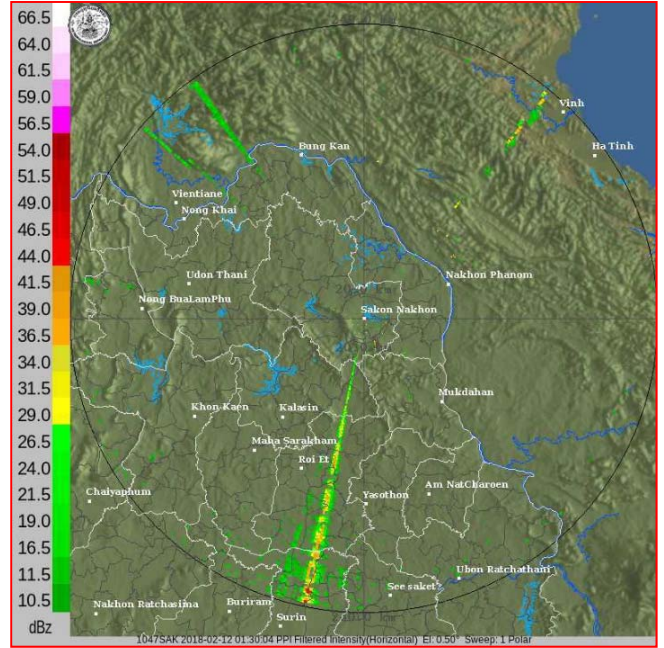 66.5
64.0
61.5
59.0
56.5
54.0
51.5
49.0
46.5
44.0
41.5
39.0
36.5
34.0
31.5
29.0
26.5
24.0
21.5
19.0
16.5
11.5
10.5
dBz
Vinh
Ha Tinh
Bung Kan
Vientiane
Nong Khai
Udon Thani
Nakhon Phanom
Nong BuaLamPhu
Sakon Nakhon
Mukdahan
Khon-Kaen
Kalasin
Maha Sarakham
Roi Et
Am NatCharoen
Chaiyaphum
Yasothon
Ubon Ratchathani
See saket
Nakhon Ratchasima
Buriram
Surin
1047SAK 2018-02-12 01:30:04 PPI Filtered Intensity(Horizontal) El: 0.50° Sweep: 1 Polar